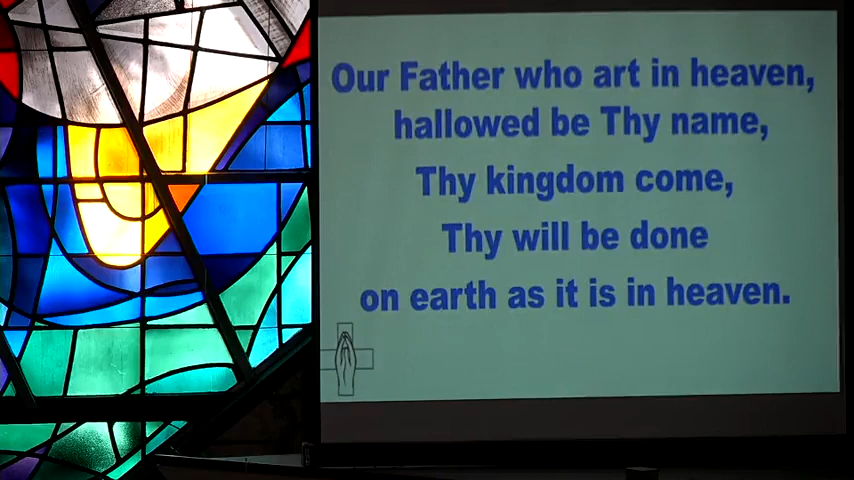 Our Father who art in heaven,
hallowed be Thy name,
Thy kingdom come,
Thy will be done
on earth as it is in heaven.